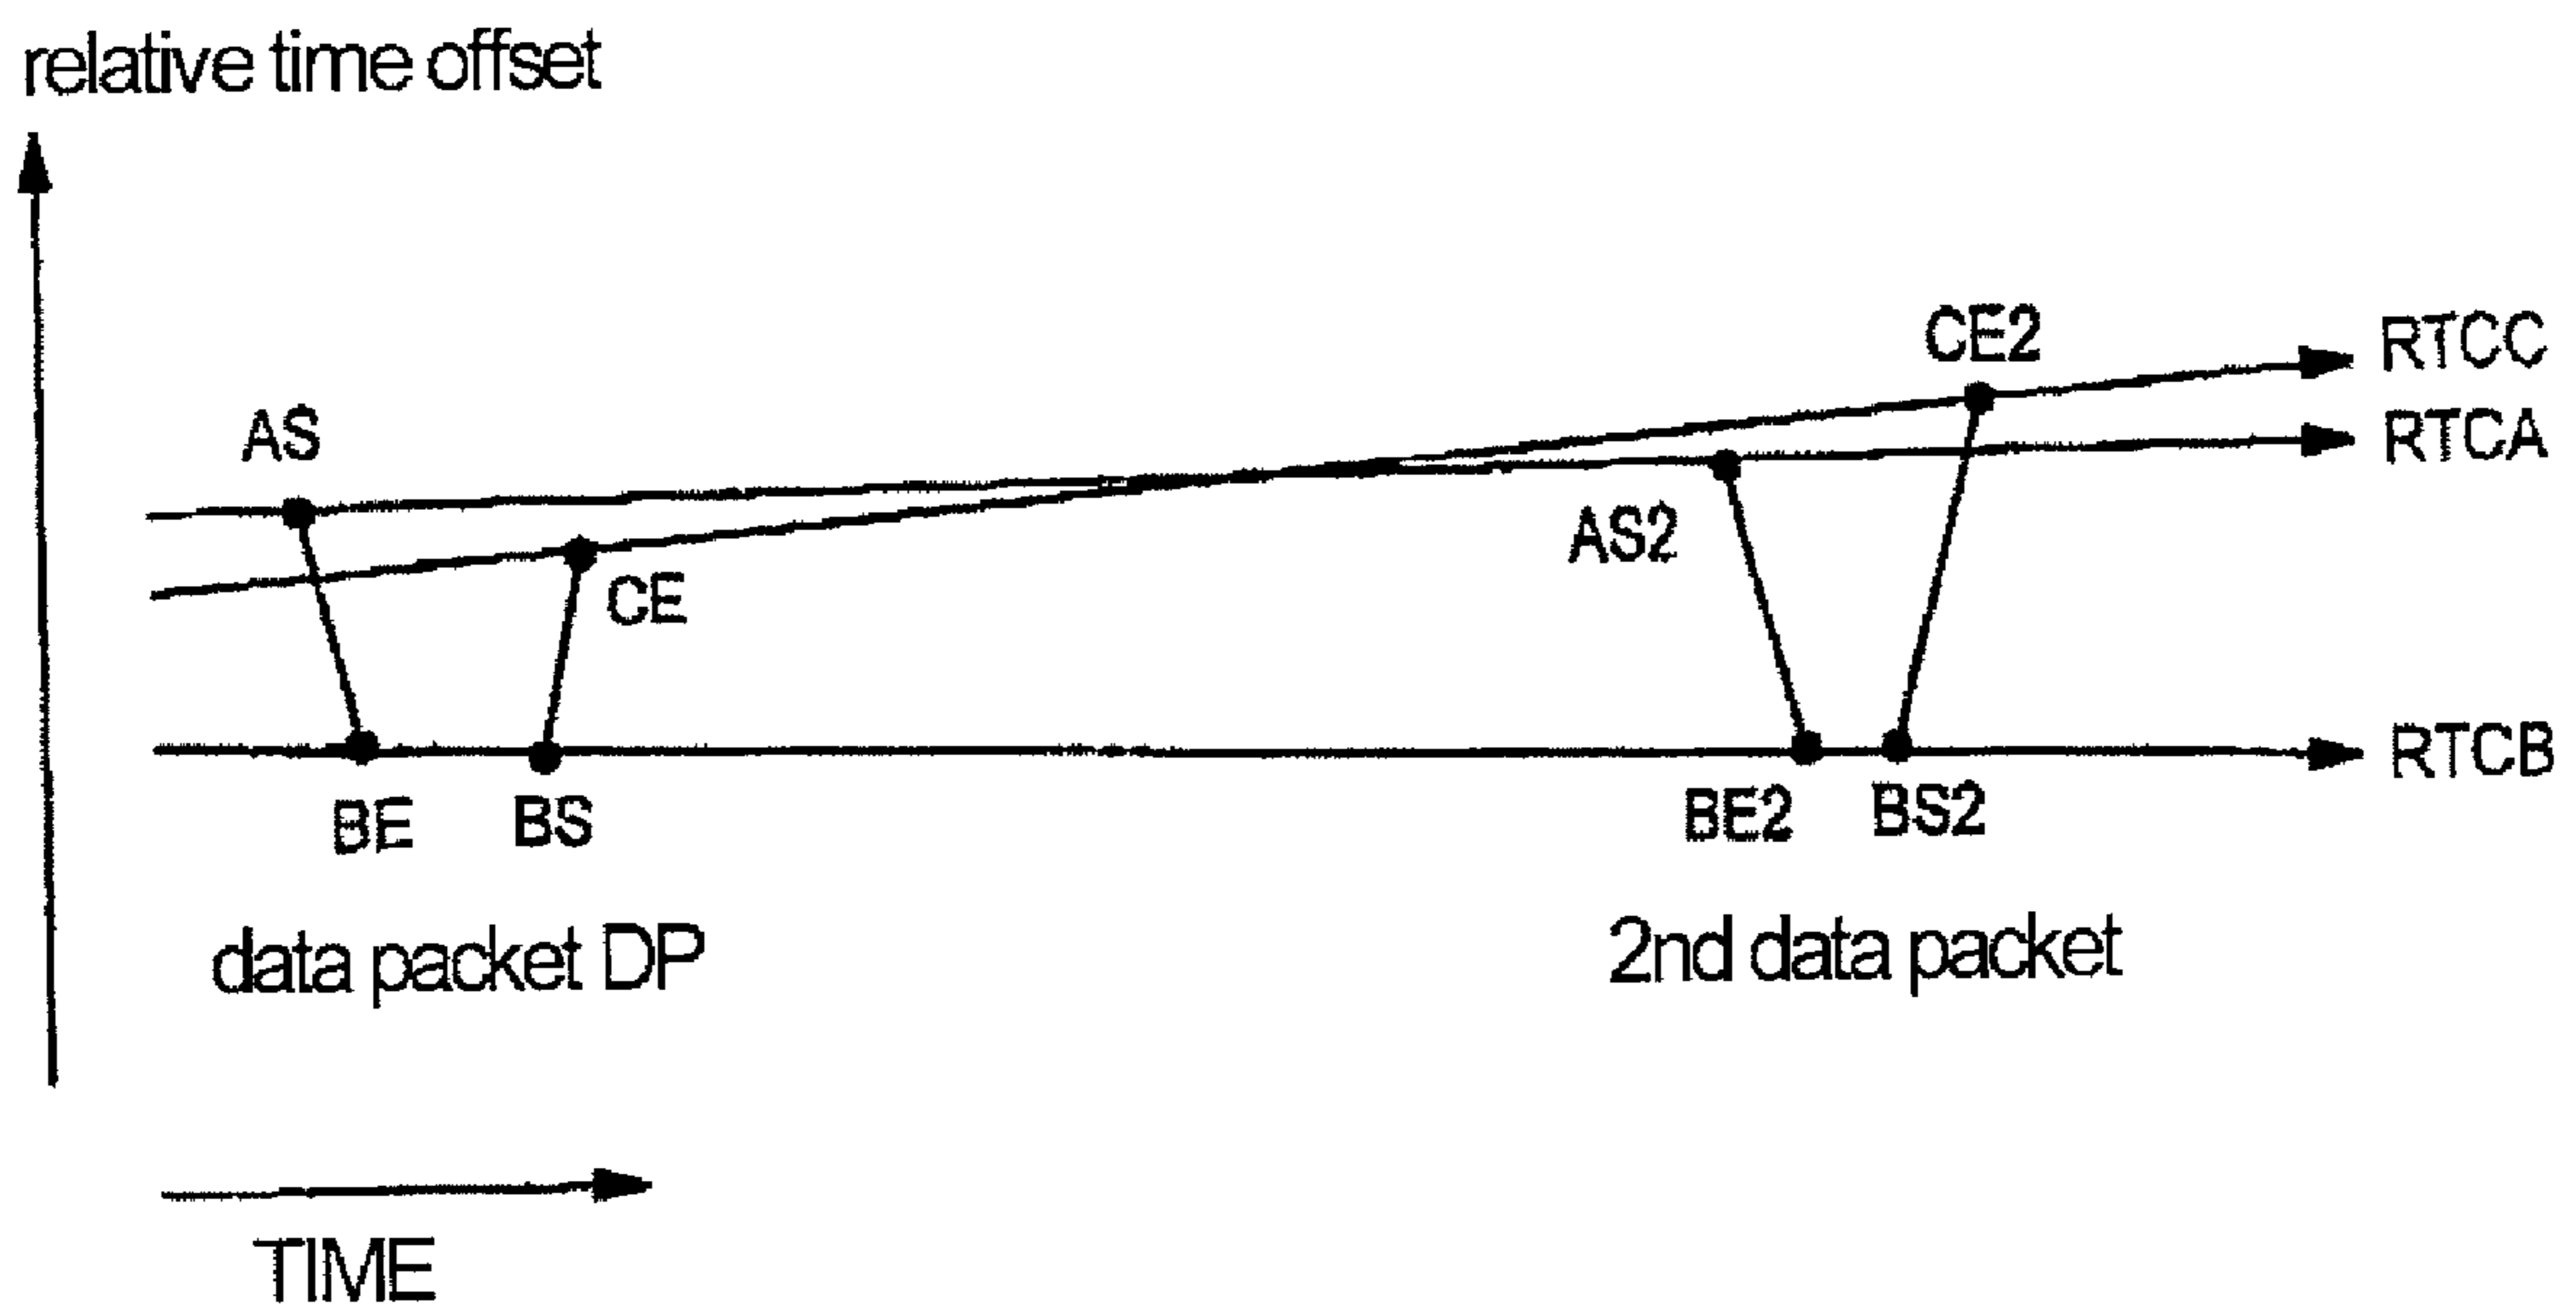 relative time offset
CE2
RTCC
AS
RTCA
AS2
CE
RTCB
BE
BS
BE2
BS2
data packet DP
2nd data packet
TIME